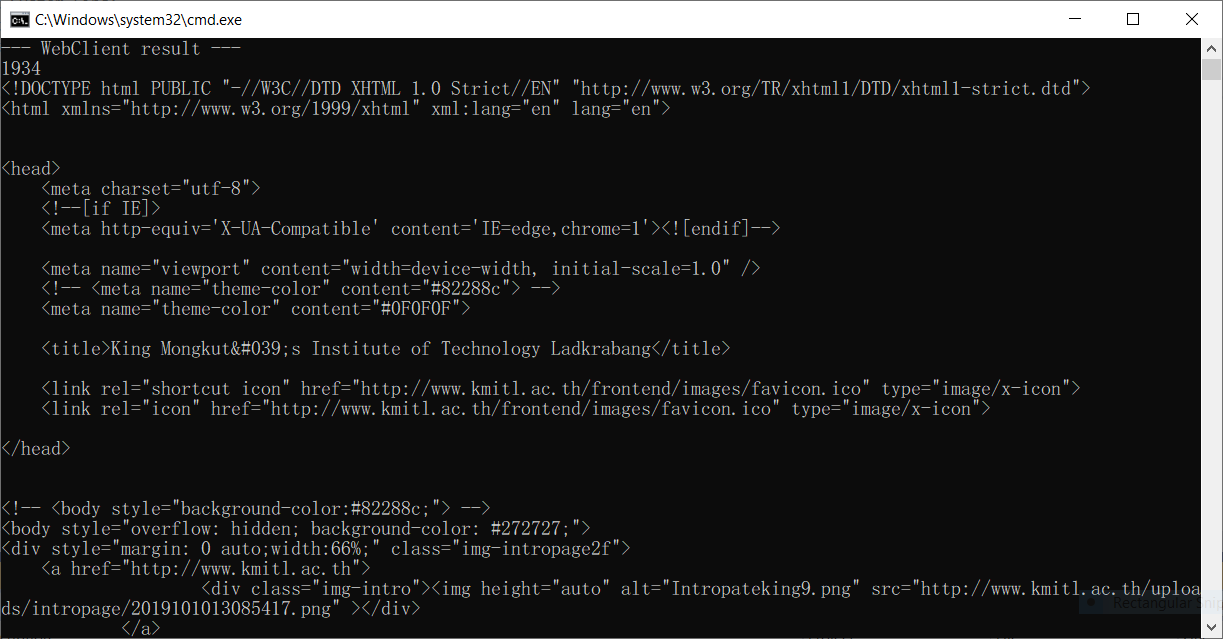 C:\Windows\system32\cmd.exe
--- WebClient result ---
1934
<!DOCTYPE html PUBLIC "-//W3C//DTD XHTML 1.0 Strict//EN" "http://www.w3.org/TR/xhtml1/DTD/xhtml1-strict.dtd">
<html xmlns="http://www.w3.org/1999/xhtml" xml:lang="en" lang="en">
<head>
    <meta charset="utf-8">
    <!--[if IE]>
    <meta http-equiv='X-UA-Compatible' content='IE=edge,chrome=1'><![endif]-->
    <meta name="viewport" content="width=device-width, initial-scale=1.0" />
    <!-- <meta name="theme-color" content="#82288c"> -->
    <meta name="theme-color" content="#0F0F0F">
    <title>King Mongkut&#039;s Institute of Technology Ladkrabang</title>
    <link rel="shortcut icon" href="http://www.kmitl.ac.th/frontend/images/favicon.ico" type="image/x-icon">
    <link rel="icon" href="http://www.kmitl.ac.th/frontend/images/favicon.ico" type="image/x-icon">
</head>
<!-- <body style="background-color:#82288c;"> -->
<body style="overflow: hidden; background-color: #272727;">
<div style="margin: 0 auto;width:66%;" class="img-intropage2f">
    <a href="http://www.kmitl.ac.th">
                    <div class="img-intro"><img height="auto" alt="Intropateking9.png" src="http://www.kmitl.ac.th/uploa
ds/intropage/2019101013085417.png" ></div>
Rectangular Snip
            </a>